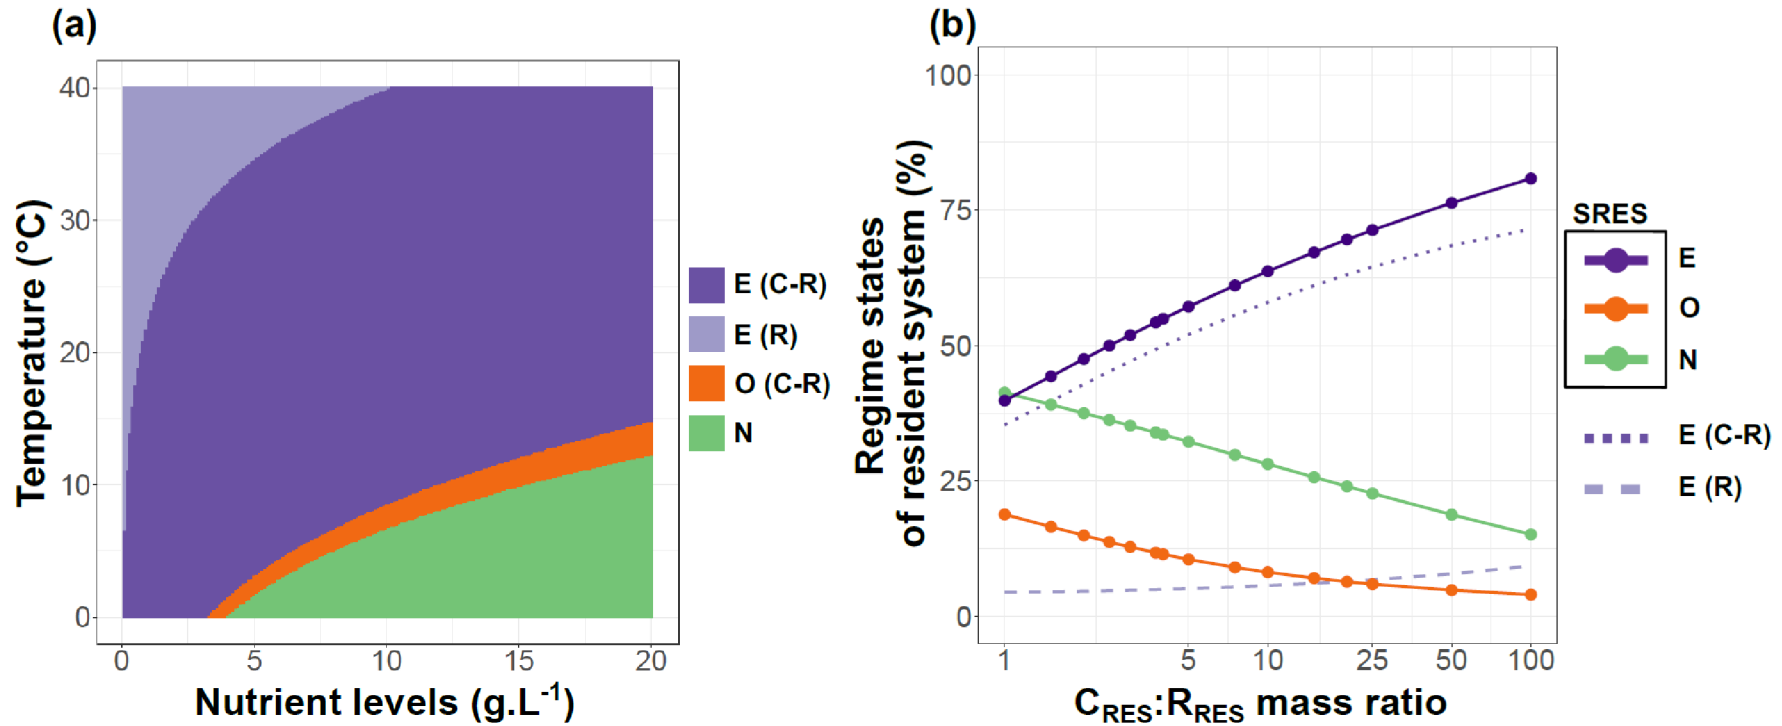 (a)
40
30
20
10
0
Temperature (°C)
0 5 10 15 20
Nutrient levels (g.L-1)
E (C-R)
E (R)
O (C-R)
N
(b)
100
75
50
25
0
Regime states
of resident system (%)
1 5 10 25 50 100
CRES:RRES mass ratio
SRES
E
O
N
E (C-R)
E (R)